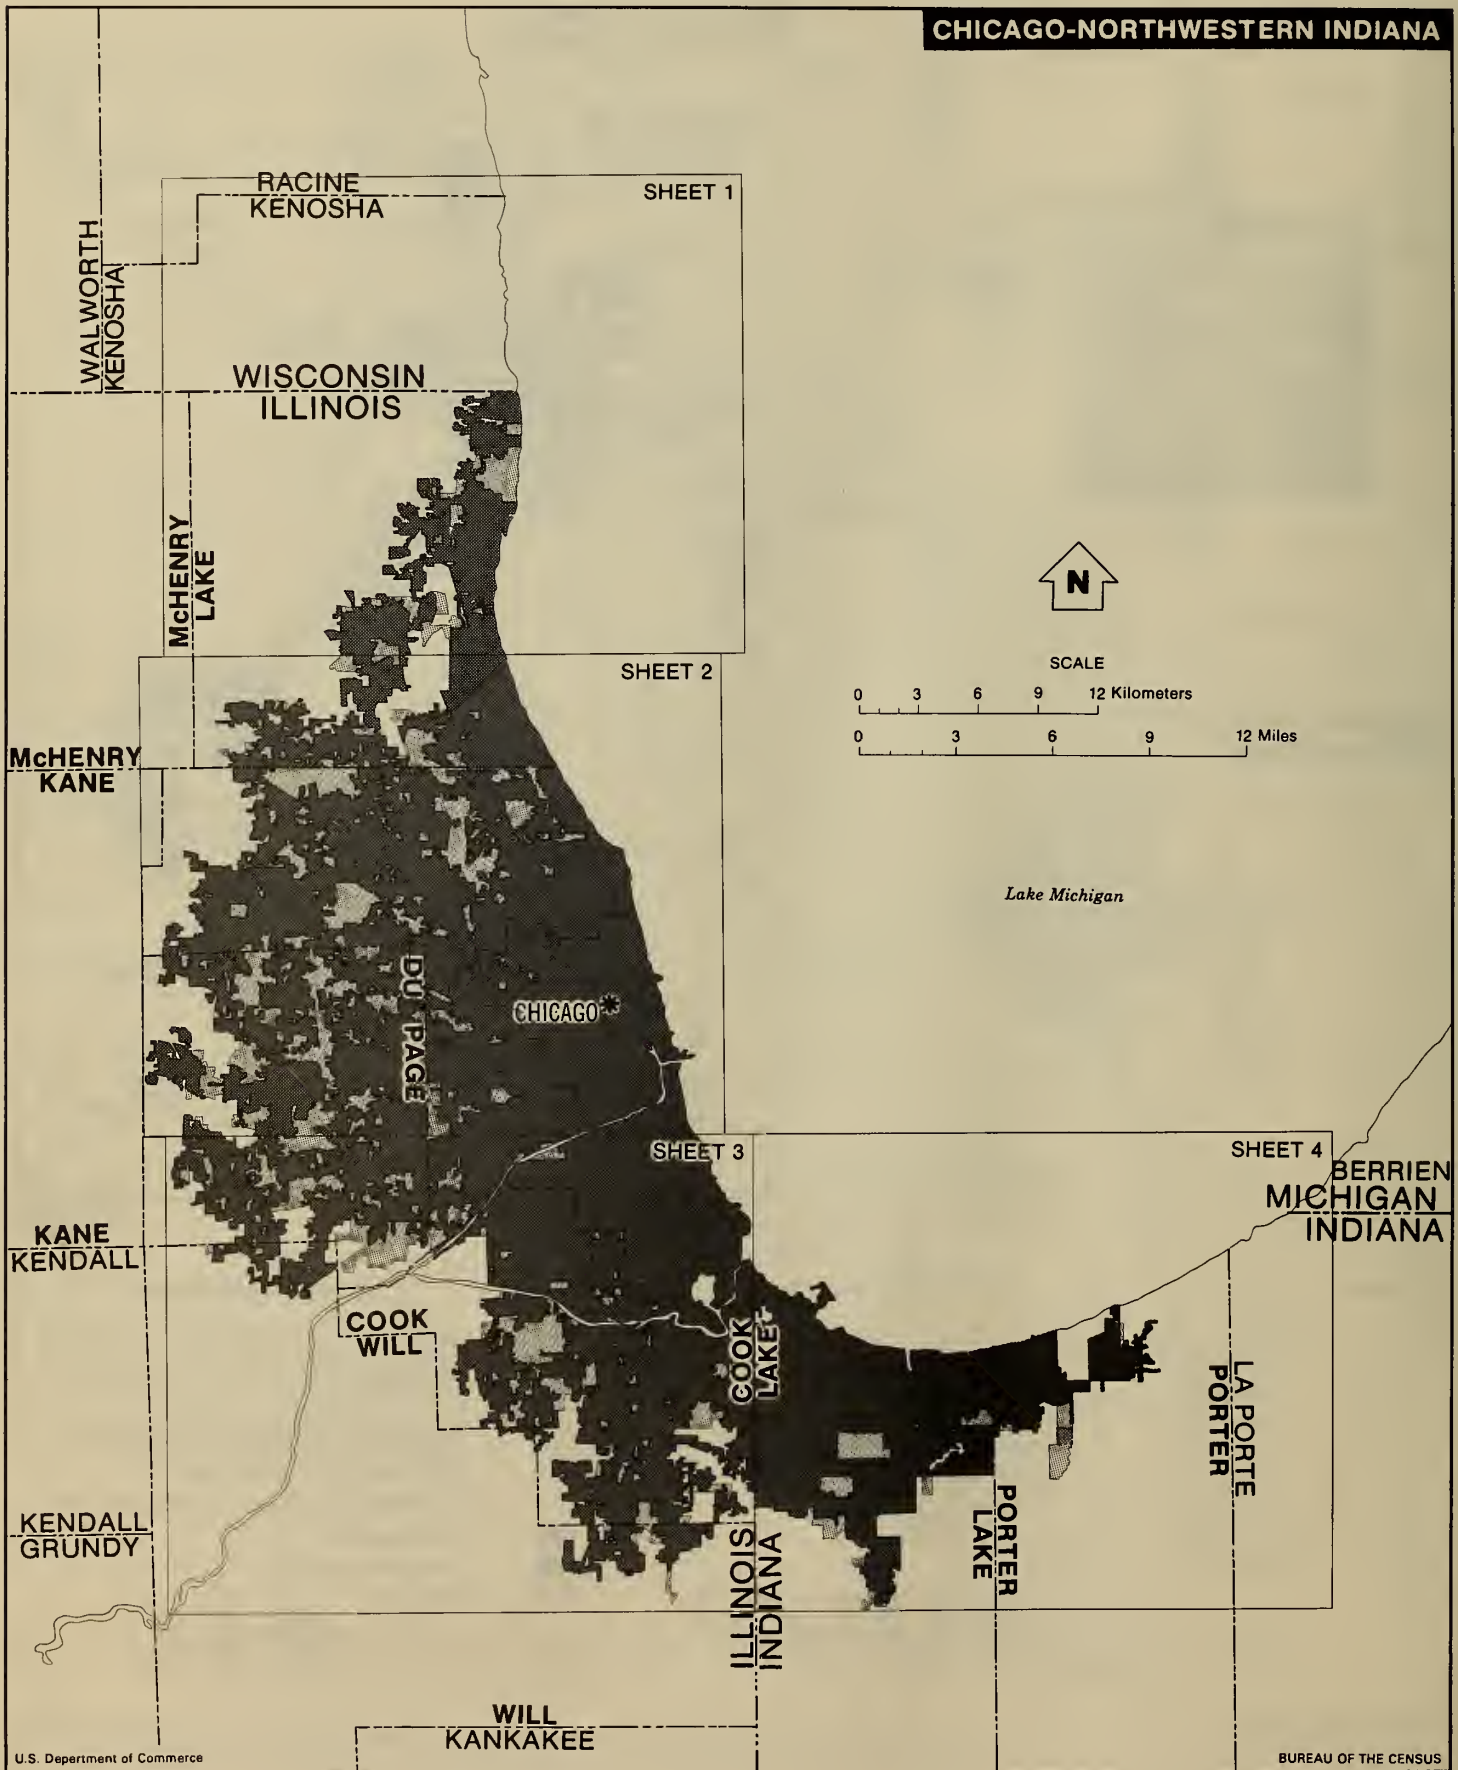 CHICAGO-NORTHWESTERN INDIANA
RACINE
KENOSHA
SHEET 1
WALWORTH
KENOSHA
WISCONSIN
ILLINOIS
McHENRY
LAKE
N
SHEET 2
SCALE
0 3 6 9 12 Kilometers
0 3 6 9 12 Miles
McHENRY
KANE
Lake Michigan
DU PAGE
CHICAGO
SHEET 3
SHEET 4
BERRIEN
MICHIGAN
INDIANA
KANE
KENDALL
COOK
WILL
COOK
LAKE
LA PORTE
PORTER
KENDALL
GRUNDY
PORTER
LAKE
ILLINOIS
INDIANA
WILL
KANKAKEE
U.S. Department of Commerce
BUREAU OF THE CENSUS